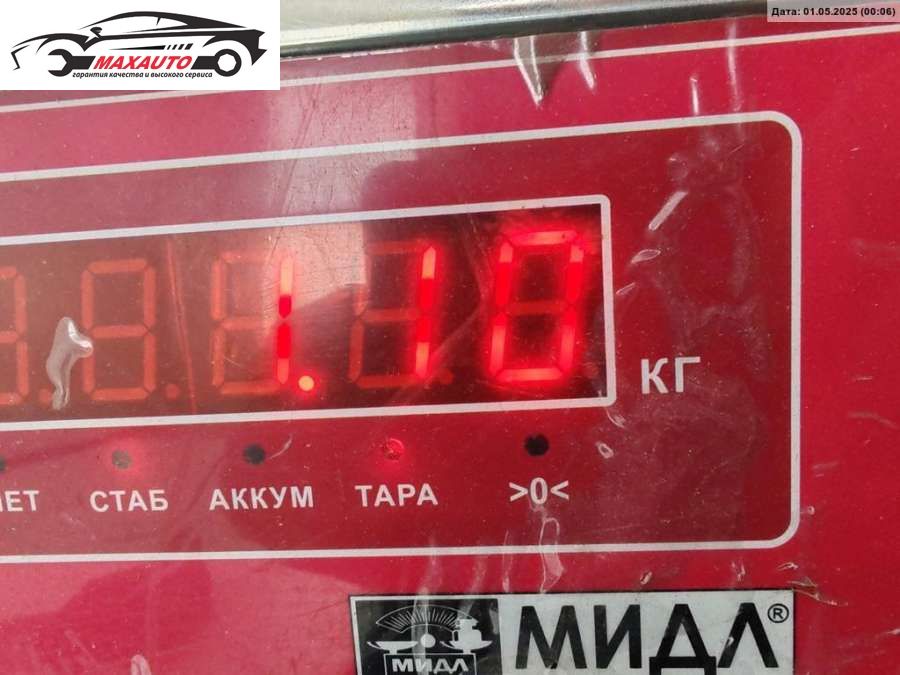 Дата: 01.05.2025 (00:06)
MAXAUTO
гарантия качества и высокого сервиса
1.10
КГ
СТАБ АККУМ ТАРА >0<
МИДЛ®
МИДЛ